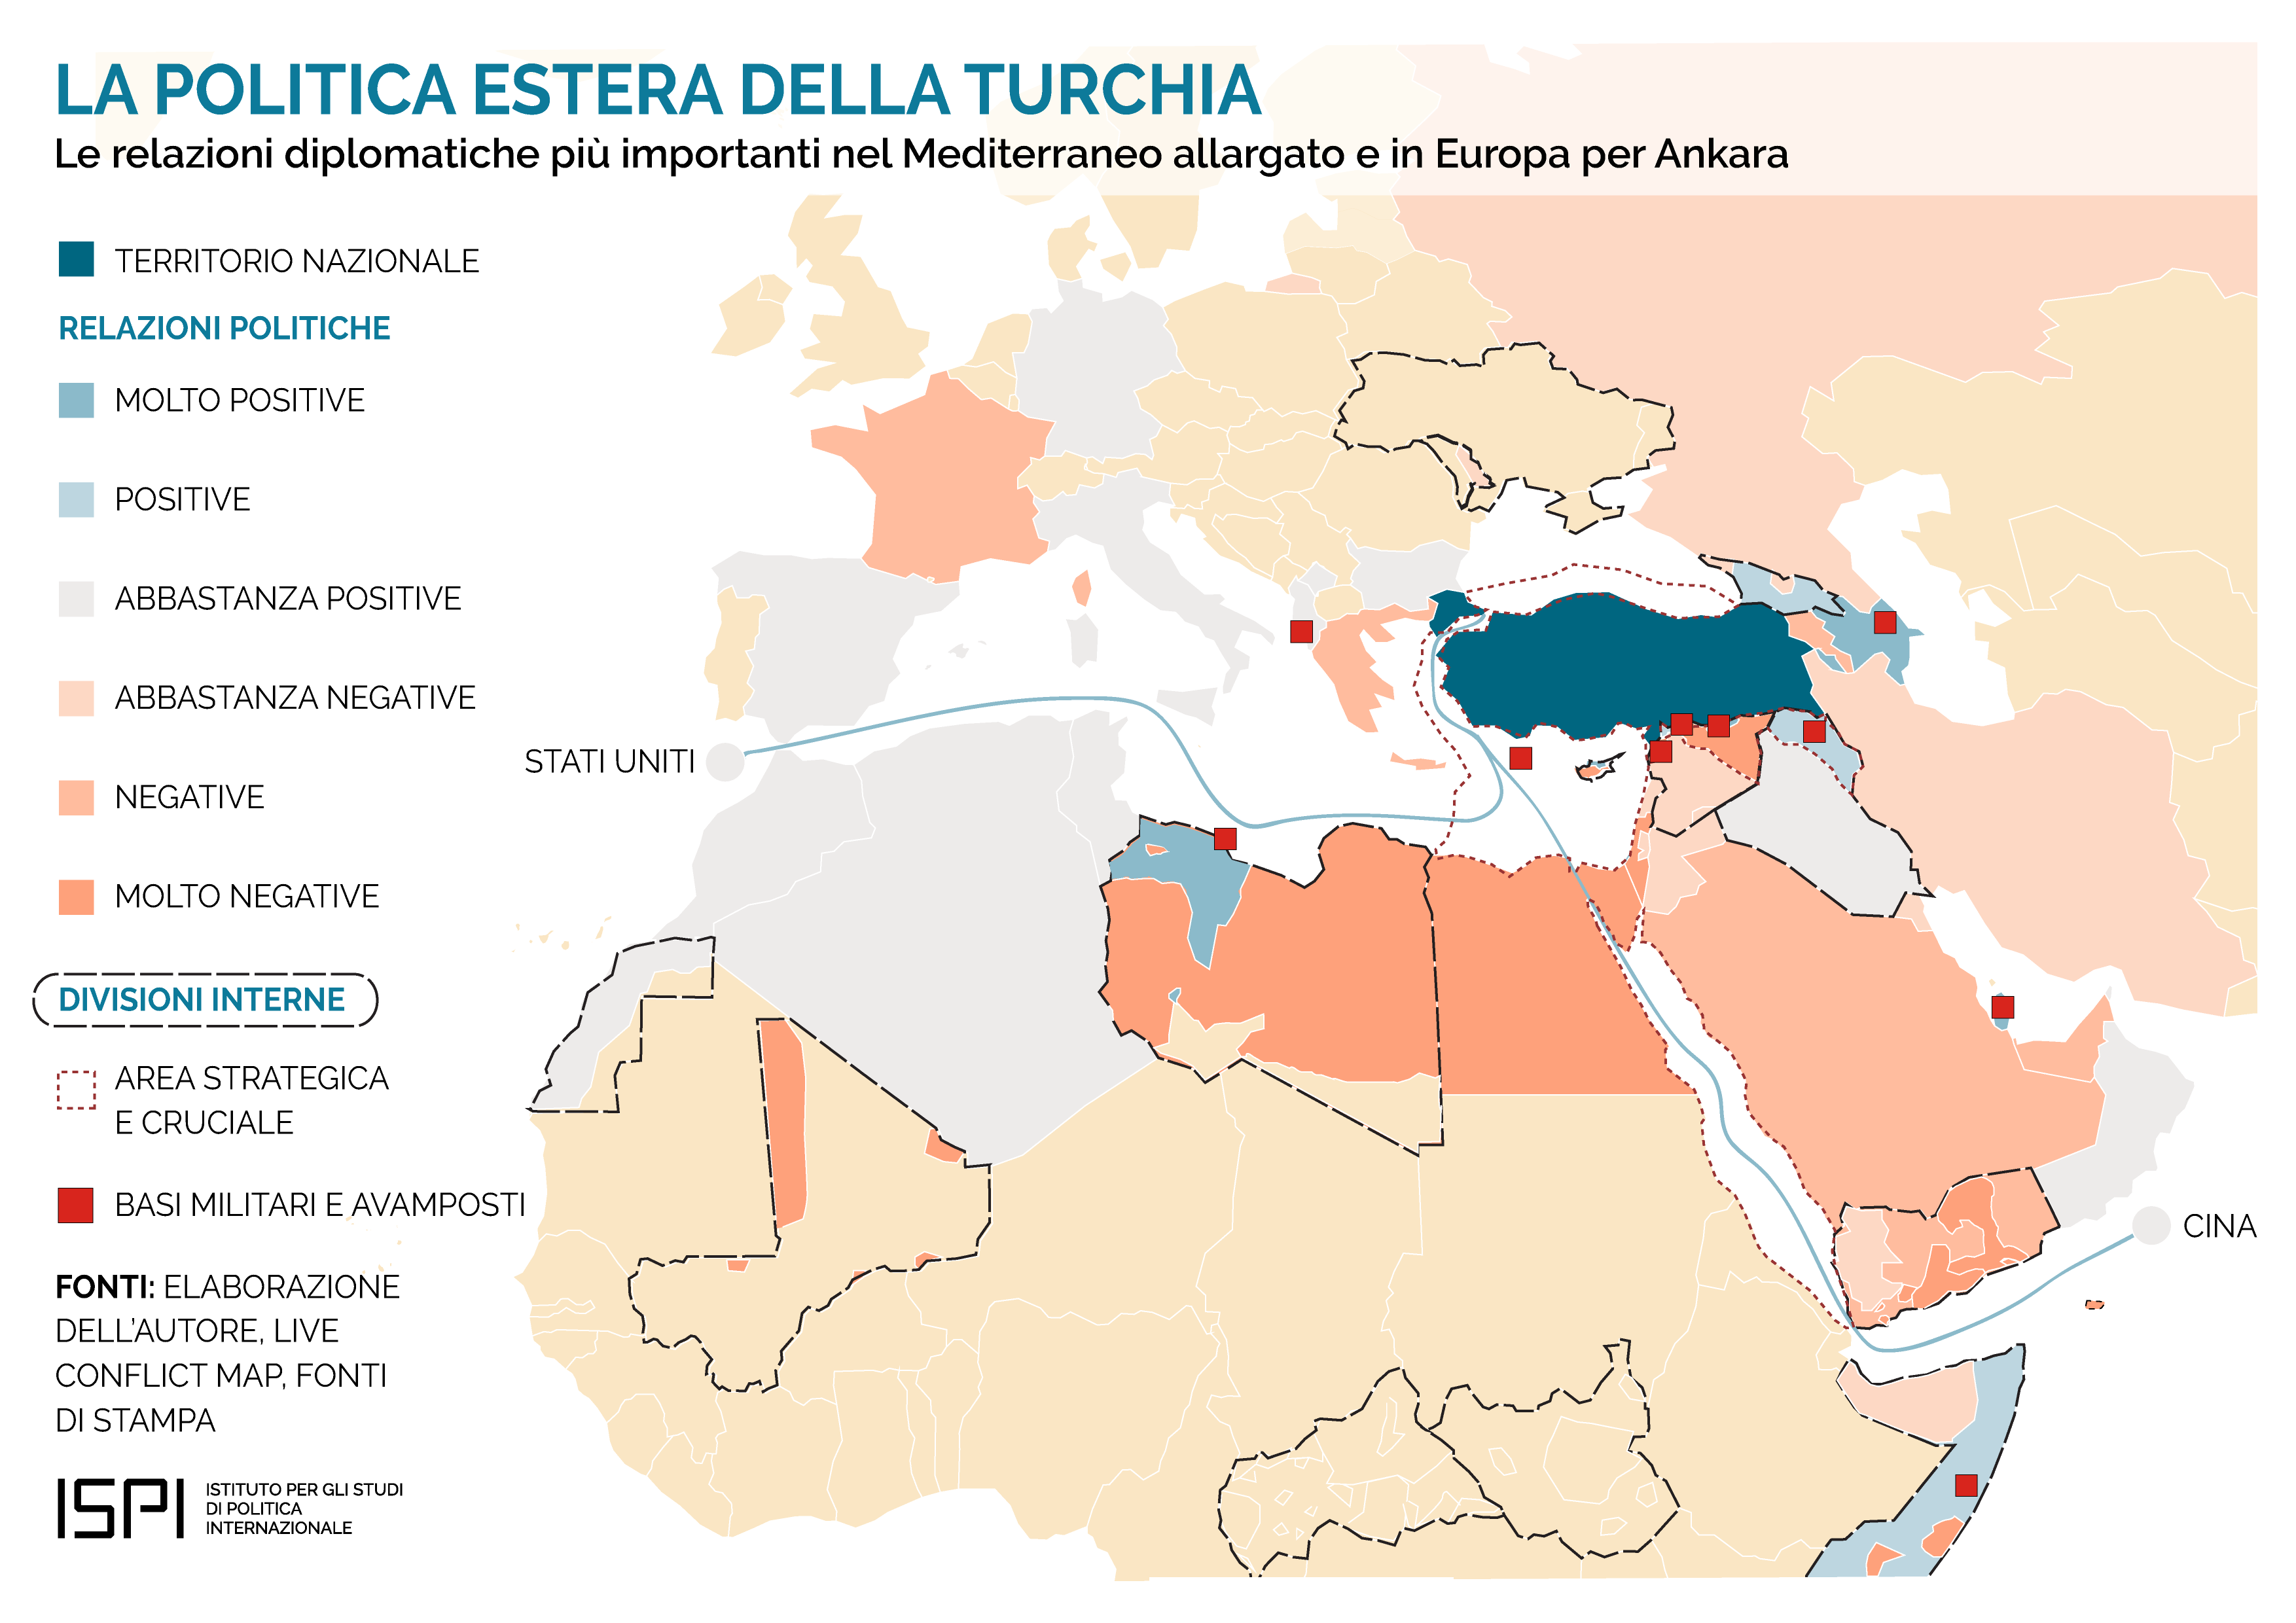 LA POLITICA ESTERA DELLA TURCHIA
Le relazioni diplomatiche più importanti nel Mediterraneo allargato e in Europa per Ankara
TERRITORIO NAZIONALE
RELAZIONI POLITICHE
MOLTO POSITIVE
POSITIVE
ABBASTANZA POSITIVE
ABBASTANZA NEGATIVE
NEGATIVE
MOLTO NEGATIVE
DIVISIONI INTERNE
AREA STRATEGICA
E CRUCIALE
BASI MILITARI E AVAMPOSTI
FONTI: ELABORAZIONE
DELL'AUTORE, LIVE
CONFLICT MAP, FONTI
DI STAMPA
ISPI
ISTITUTO PER GLI STUDI
DI POLITICA
INTERNAZIONALE
STATI UNITI
CINA